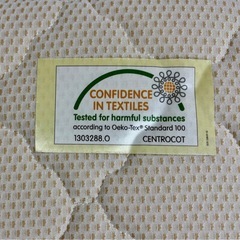 CONFIDENCE
IN TEXTILES
Tested for harmful substances
according to Oeko-Tex® Standard 100
1303288.0 CENTROCOT